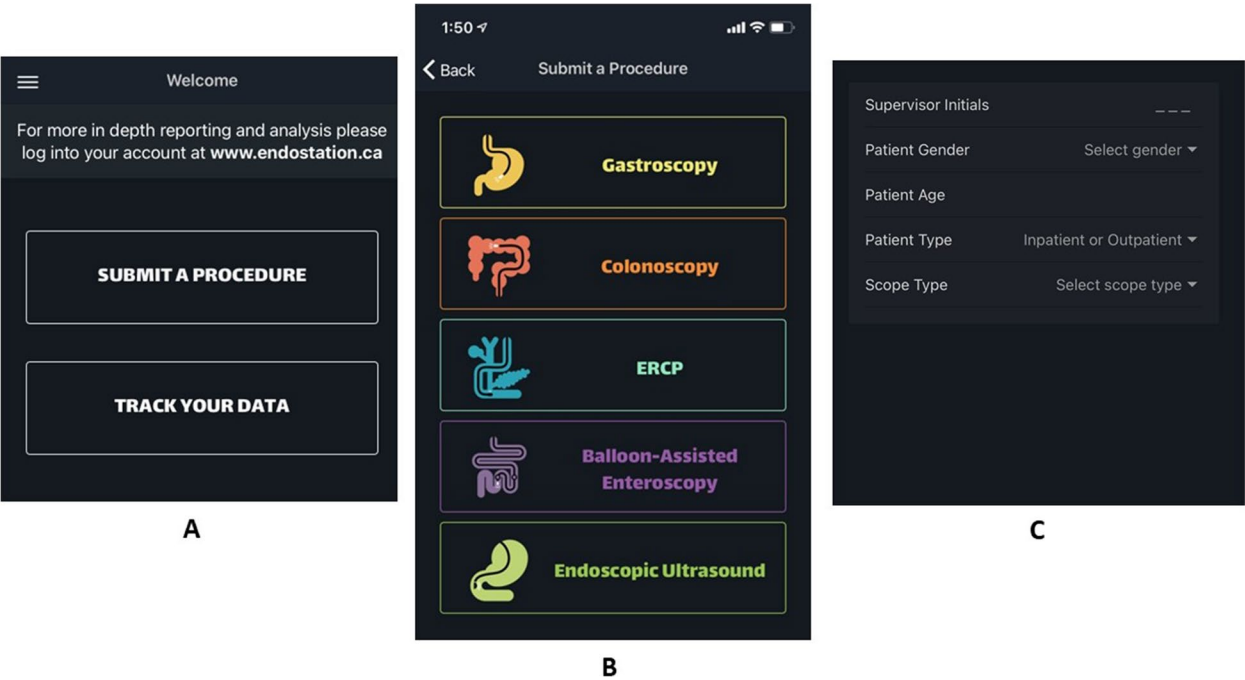 Welcome
For more in depth reporting and analysis please
log into your account at www.endostation.ca
SUBMIT A PROCEDURE
TRACK YOUR DATA
A
1:50
Back
Submit a Procedure
Gastroscopy
Colonoscopy
ERCP
Balloon-Assisted
Enteroscopy
Endoscopic Ultrasound
B
Supervisor Initials _ _ _
Patient Gender Select gender
Patient Age
Patient Type Inpatient or Outpatient
Scope Type Select scope type
C